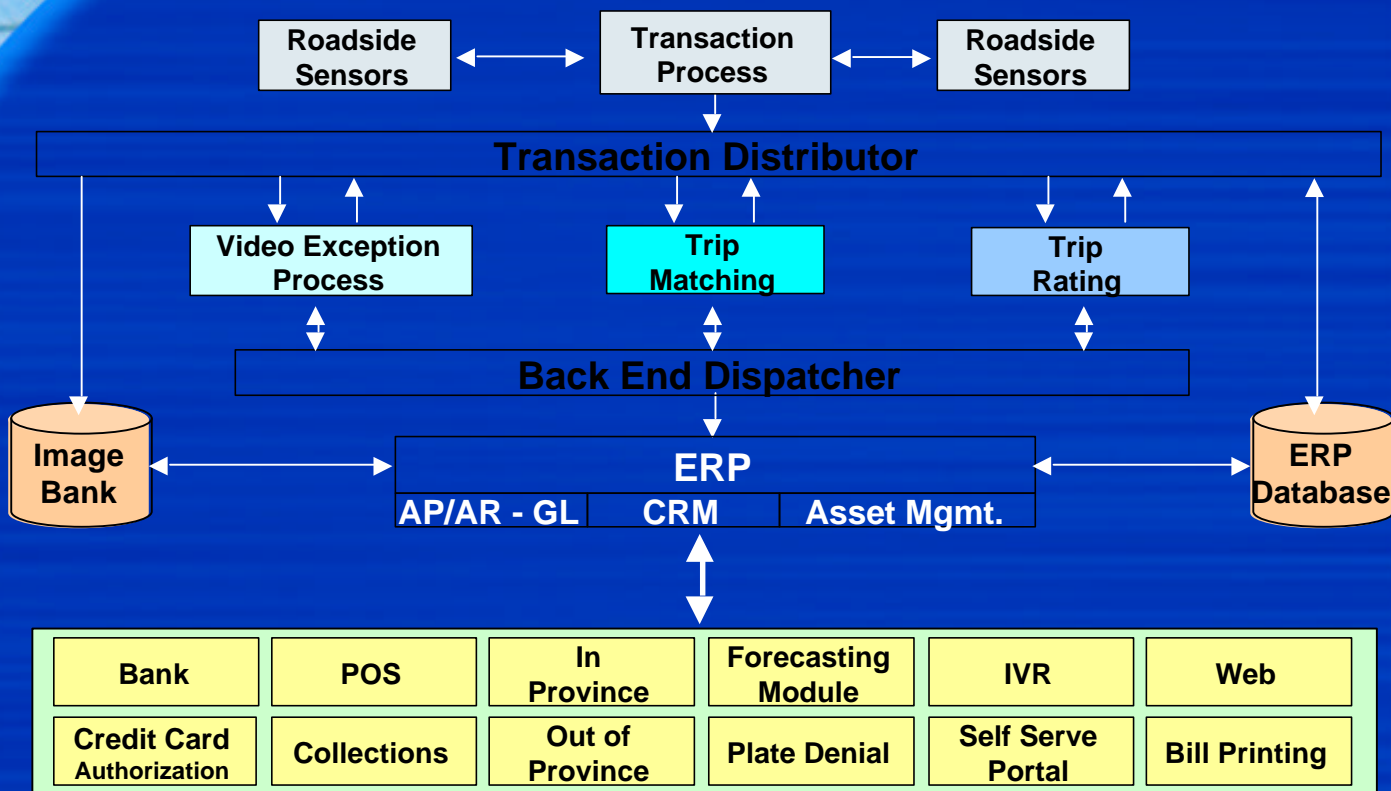 Roadside
Sensors
Transaction
Process
Roadside
Sensors
Transaction Distributor
Video Exception
Process
Trip
Matching
Trip
Rating
Back End Dispatcher
Image
Bank
ERP
AP/AR - GL
CRM
Asset Mgmt.
ERP
Database
Bank
POS
In
Province
Forecasting
Module
IVR
Web
Credit Card
Authorization
Collections
Out of
Province
Plate Denial
Self Serve
Portal
Bill Printing